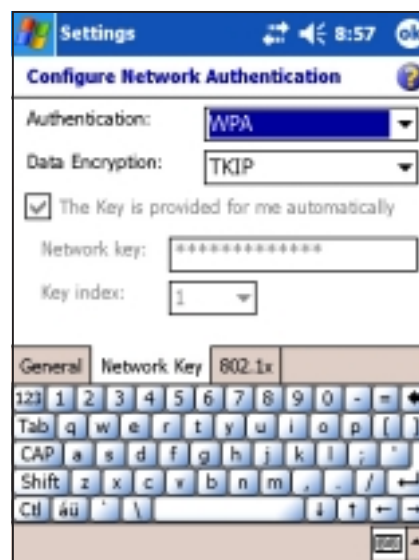 Settings 8:57 ok
Configure Network Authentication
Authentication: WPA
Data Encryption: TKIP
The Key is provided for me automatically
Network key: *************
Key index: 1
General Network Key 802.1x
123 1 2 3 4 5 6 7 8 9 0 - =
Tab q w e r t y u i o p [ ]
CAP a s d f g h j k l ; '
Shift z x c v b n m , . /
Ctl áü ` \